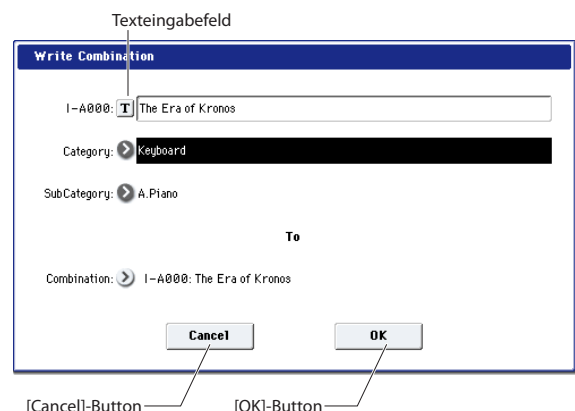 Texteingabefeld
Write Combination
I-A000: T The Era of Kronos
Category: Keyboard
SubCategory: A.Piano
To
Combination: I-A000: The Era of Kronos
Cancel OK
[Cancel]-Button [OK]-Button